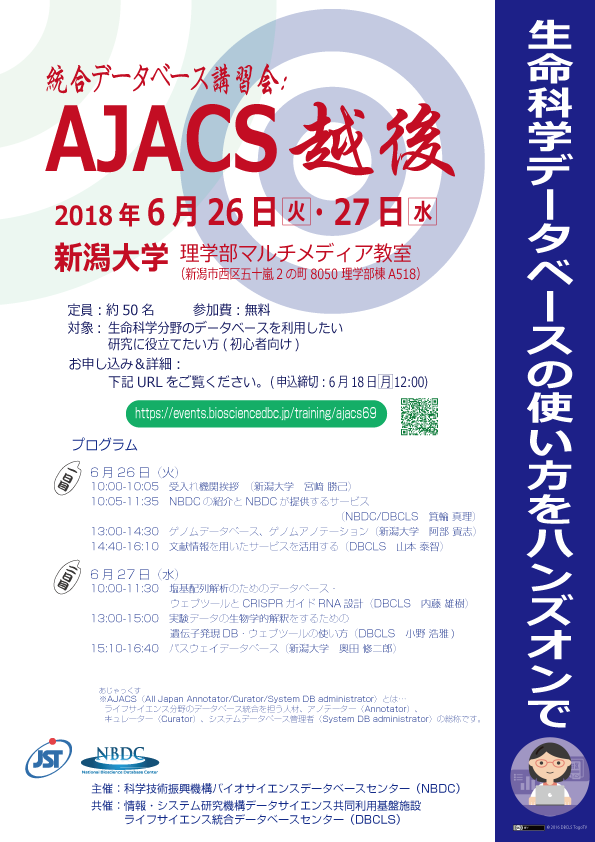 統合データベース講習会:
AJACS 越後
2018年6月26日火・27日水
新潟大学 理学部マルチメディア教室
（新潟市西区五十嵐2の町8050 理学部棟A518）
定員：約50名 参加費：無料
対象：生命科学分野のデータベースを利用したい
研究に役立てたい方(初心者向け)
お申し込み＆詳細：
下記URLをご覧ください。(申込締切：6月18日月12:00)
https://events.biosciencedbc.jp/training/ajacs69
プログラム
一日目
6月26日（火）
10:00-10:05 受入れ機関挨拶 （新潟大学 宮﨑 勝己）
10:05-11:35 NBDCの紹介とNBDCが提供するサービス
（NBDC/DBCLS 箕輪 真理）
13:00-14:30 ゲノムデータベース、ゲノムアノテーション（新潟大学 阿部 貴志）
14:40-16:10 文献情報を用いたサービスを活用する（DBCLS 山本 泰智）
二日目
6月27日（水）
10:00-11:30 塩基配列解析のためのデータベース・
ウェブツールとCRISPRガイドRNA設計（DBCLS 内藤 雄樹）
13:00-15:00 実験データの生物学的解釈をするための
遺伝子発現DB・ウェブツールの使い方（DBCLS 小野 浩雅）
15:10-16:40 パスウェイデータベース（新潟大学 奥田 修二郎）
あじゃっくす
※AJACS（All Japan Annotator/Curator/System DB administrator）とは…
ライフサイエンス分野のデータベース統合を担う人材、アノテーター（Annotator）、
キュレーター（Curator）、システムデータベース管理者（System DB administrator）の総称です。
JST NBDC
National Bioscience Database Center
主催：科学技術振興機構バイオサイエンスデータベースセンター（NBDC）
共催：情報・システム研究機構データサイエンス共同利用基盤施設
ライフサイエンス統合データベースセンター（DBCLS）
生命科学データベースの使い方をハンズオンで
© 2016 DBCLS TogoTV